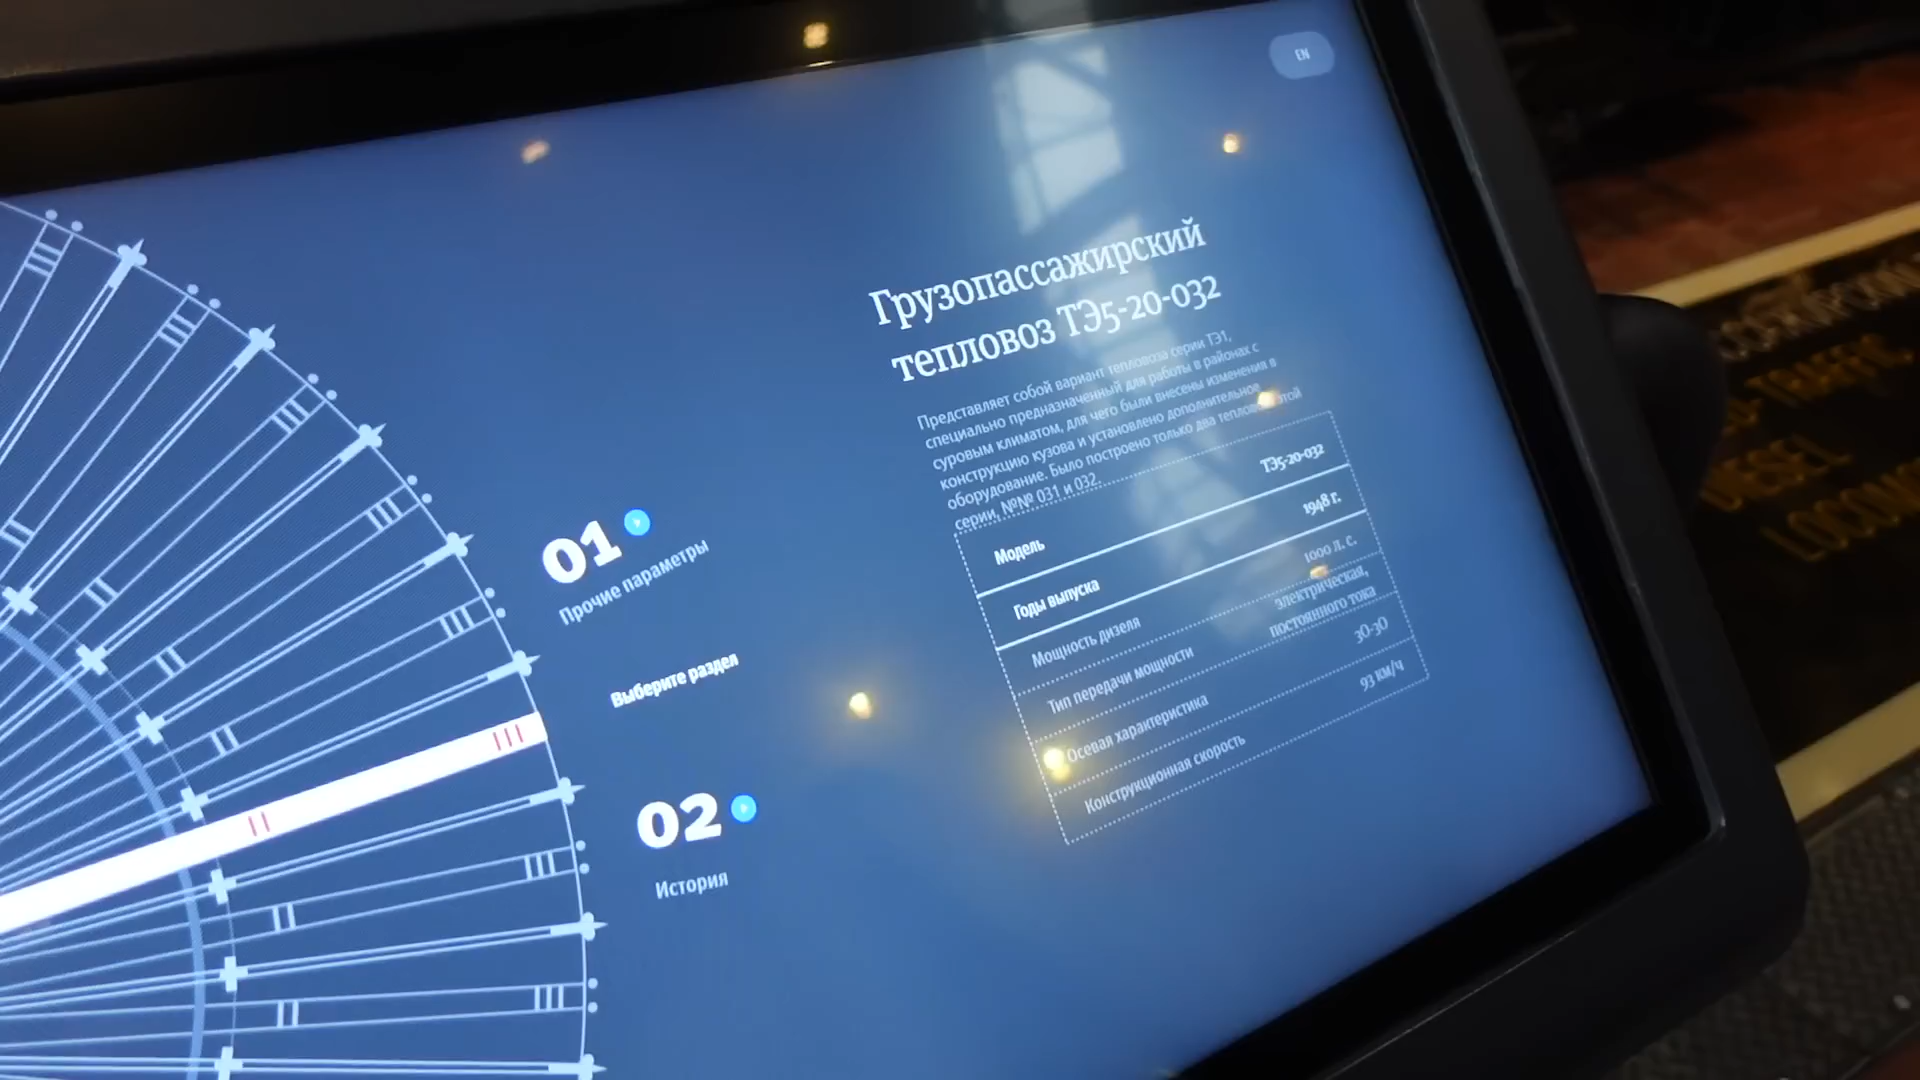 EN
Грузопассажирский
тепловоз ТЭ5-20-032
Представляет собой вариант тепловоза серии ТЭ1,
специально предназначенный для работы в районах с
суровым климатом, для чего были внесены изменения в
конструкцию кузова и установлено дополнительное
оборудование. Было построено только два тепловоза этой
серии, №№ 031 и 032.
Модель ТЭ5-20-032
Годы выпуска 1948 г.
Мощность дизеля 1000 л. с.
Тип передачи мощности электрическая,
постоянного тока
Осевая характеристика 30-30
Конструкционная скорость 93 км/ч
01
Прочие параметры
Выберите раздел
02
История
TRAFFIC
DIESEL